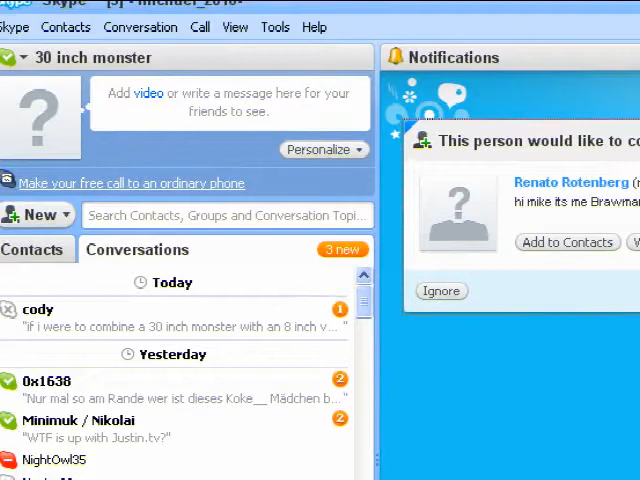 Skype
Skype Contacts Conversation Call View Tools Help
30 inch monster
Add video or write a message here for your
friends to see.
Personalize
Make your free call to an ordinary phone
New
Search Contacts, Groups and Conversation Topi...
Contacts
Conversations
3 new
Today
cody
1
"if i were to combine a 30 inch monster with an 8 inch v... "
Yesterday
0x1638
2
"Nur mal so am Rande wer ist dieses Koke__ Mädchen b... "
Minimuk / Nikolai
2
"WTF is up with Justin.tv?"
NightOwl35
Notifications
This person would like to
Renato Rotenberg
hi mike its me
Add to Contacts
Ignore